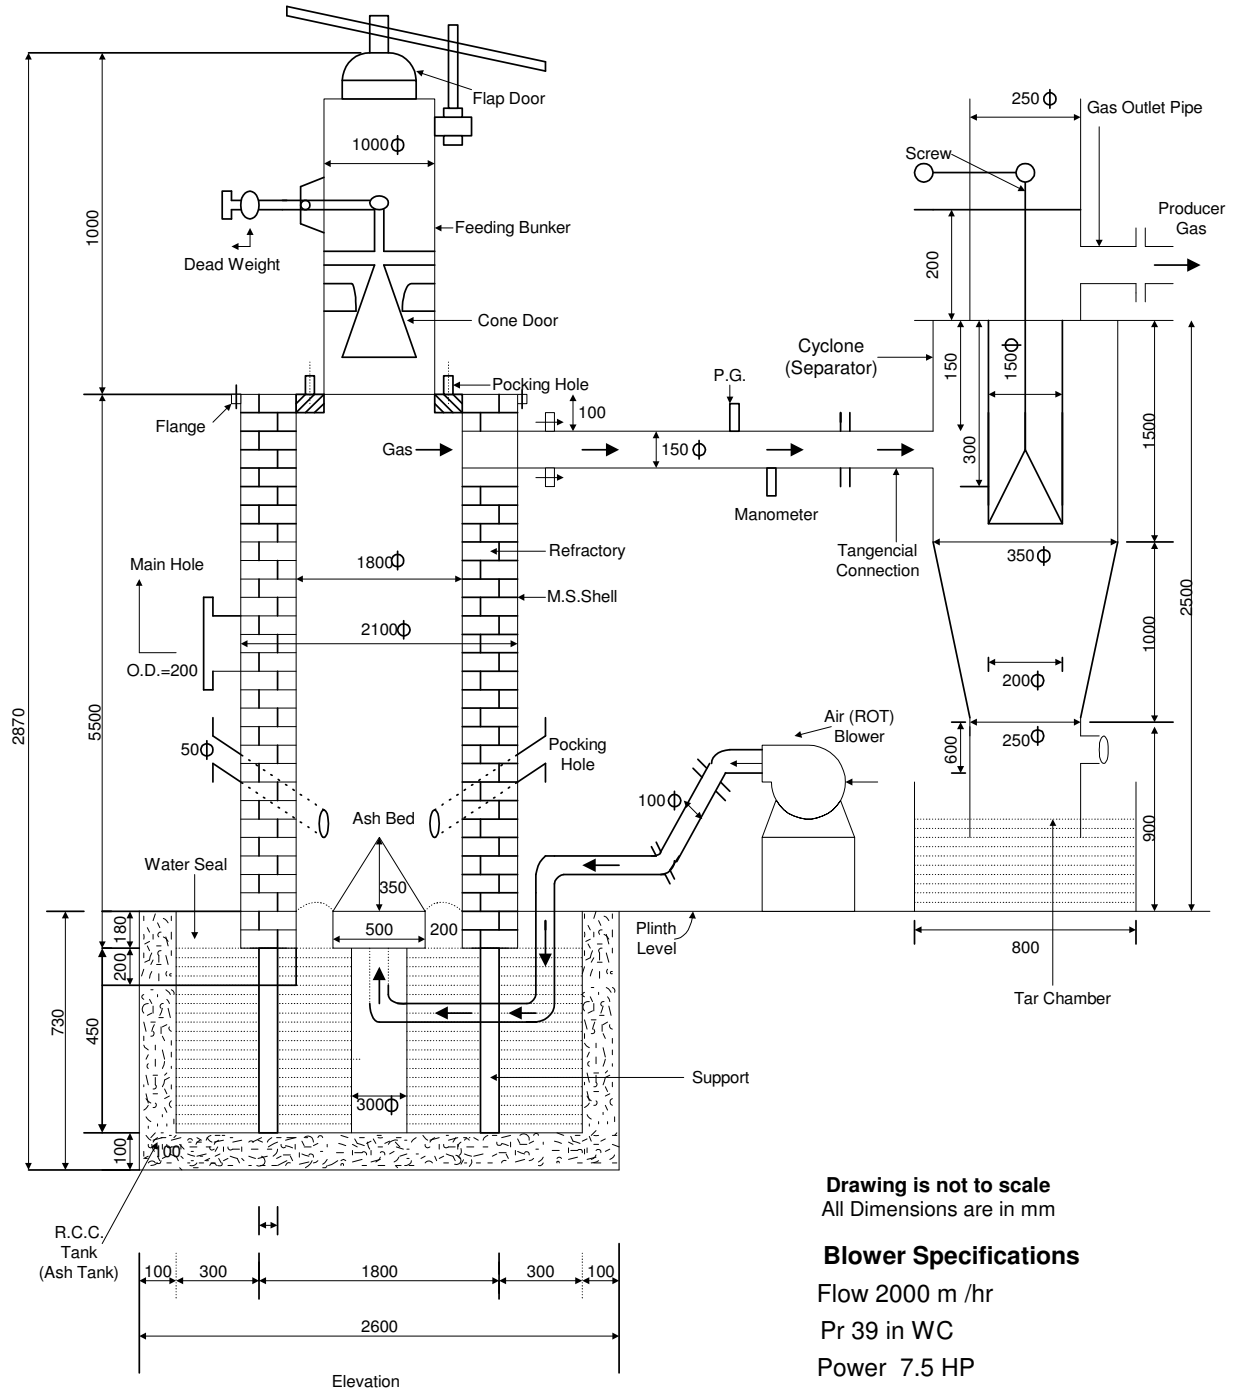 Flap Door
250 ϕ
Gas Outlet Pipe
1000 ϕ
Screw
Producer
Gas
1000
Feeding Bunker
Dead Weight
200
Cone Door
Cyclone
(Separator)
150
150ϕ
P.G.
Pocking Hole
Flange
100
1500
Gas
150 ϕ
300
Manometer
Refractory
Tangencial
Connection
350 ϕ
Main Hole
1800ϕ
2500
M.S.Shell
2100ϕ
1000
O.D.=200
200ϕ
2870
5500
Air (ROT)
Blower
50ϕ
Pocking
Hole
250 ϕ
600
100 ϕ
Ash Bed
900
Water Seal
350
180
500
200
Plinth
Level
800
200
Tar Chamber
730
450
Support
300ϕ
100
100
Drawing is not to scale
All Dimensions are in mm
R.C.C.
Tank
(Ash Tank)
Blower Specifications
100
300
1800
300
100
Flow 2000 m /hr
2600
Pr 39 in WC
Power 7.5 HP
Elevation